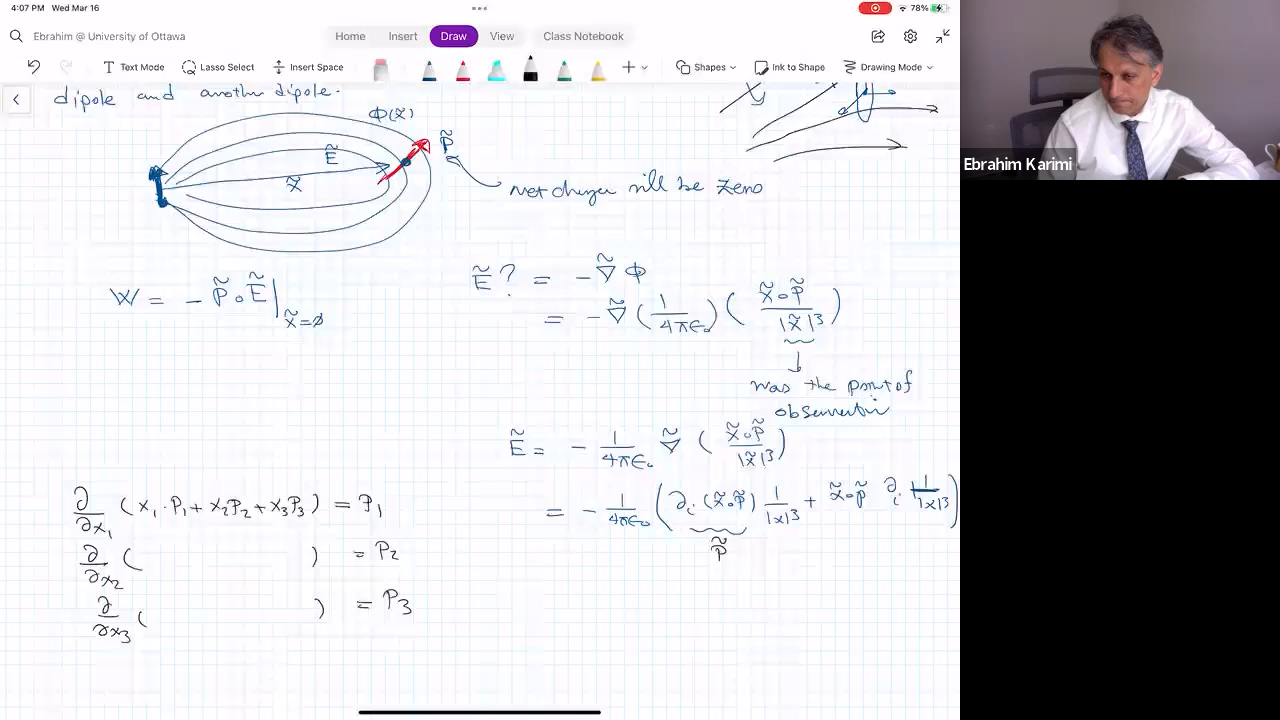 4:07 PM Wed Mar 16
78%
Ebrahim @ University of Ottawa
Home Insert Draw View Class Notebook
Text Mode Lasso Select Insert Space Shapes Ink to Shape Drawing Mode
dipole and another dipole.
Φ(x̃)
Ẽ
x̃
P̃
net charge will be zero
Ebrahim Karimi
W = - P̃ ∘ Ẽ |x̃=0
Ẽ ? = - ∇̃ Φ
= - ∇̃ (1/4πϵ₀) (x̃∘P̃/|x̃|³)
↓
was the point of
observation
Ẽ = - 1/4πϵ₀ ∇̃ (x̃∘P̃/|x̃|³)
= - 1/4πϵ₀ (∂ᵢ (x̃∘P̃) 1/|x|³ + x̃∘p̃ ∂ᵢ 1/|x|³)
P̃
∂/∂x₁ (x₁·P₁ + x₂P₂ + x₃P₃) = P₁
∂/∂x₂ ( ) = P₂
∂/∂x₃ ( ) = P₃